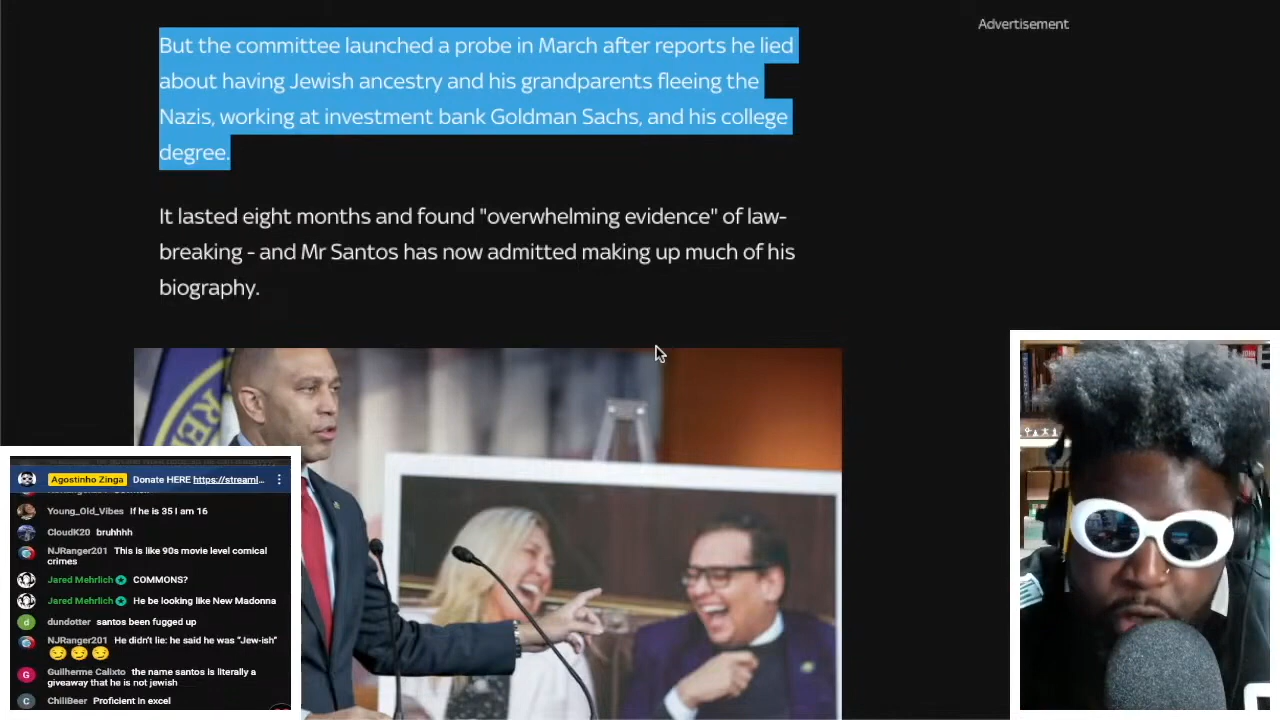 But the committee launched a probe in March after reports he lied
about having Jewish ancestry and his grandparents fleeing the
Nazis, working at investment bank Goldman Sachs, and his college
degree.
Advertisement
It lasted eight months and found "overwhelming evidence" of law-
breaking - and Mr Santos has now admitted making up much of his
biography.
Agostinho Zinga Donate HERE https://streaml...
Young_Old_Vibes If he is 35 I am 16
CloudK20 bruhhhh
NJRanger201 This is like 90s movie level comical
crimes
Jared Mehrlich COMMONS?
Jared Mehrlich He be looking like New Madonna
d dundotter santos been fugged up
NJRanger201 He didn't lie: he said he was "Jew-ish"
😏😏😏
G Guilherme Calixto the name santos is literally a
giveaway that he is not jewish
C ChiliBeer Proficient in excel